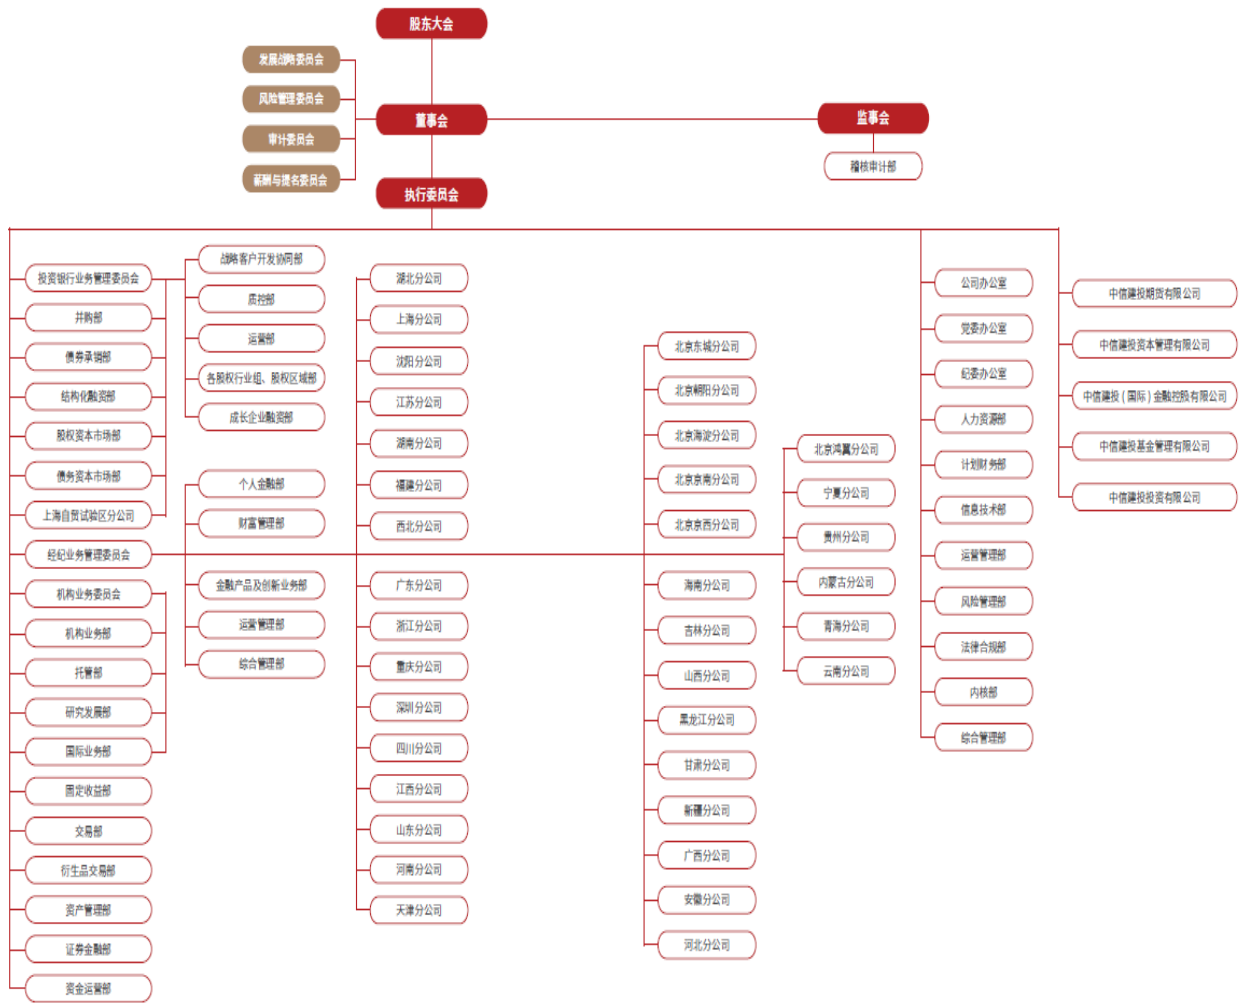 股东大会
发展战略委员会
风险管理委员会
审计委员会
薪酬与提名委员会
董事会
监事会
稽核审计部
执行委员会
投资银行业务管理委员会
并购部
债券承销部
结构化融资部
股权资本市场部
债务资本市场部
上海自贸试验区分公司
经纪业务管理委员会
机构业务委员会
机构业务部
托管部
研究发展部
国际业务部
固定收益部
交易部
衍生品交易部
资产管理部
证券金融部
资金运营部
战略客户开发协同部
质控部
运营部
各股权行业组、股权区域部
成长企业融资部
个人金融部
财富管理部
金融产品及创新业务部
运营管理部
综合管理部
湖北分公司
上海分公司
沈阳分公司
江苏分公司
湖南分公司
福建分公司
西北分公司
广东分公司
浙江分公司
重庆分公司
深圳分公司
四川分公司
江西分公司
山东分公司
河南分公司
天津分公司
北京东城分公司
北京朝阳分公司
北京海淀分公司
北京京南分公司
北京京西分公司
海南分公司
吉林分公司
山西分公司
黑龙江分公司
甘肃分公司
新疆分公司
广西分公司
安徽分公司
河北分公司
北京鸿翼分公司
宁夏分公司
贵州分公司
内蒙古分公司
青海分公司
云南分公司
公司办公室
党委办公室
纪委办公室
人力资源部
计划财务部
信息技术部
运营管理部
风险管理部
法律合规部
内核部
综合管理部
中信建投期货有限公司
中信建投资本管理有限公司
中信建投(国际)金融控股有限公司
中信建投基金管理有限公司
中信建投投资有限公司